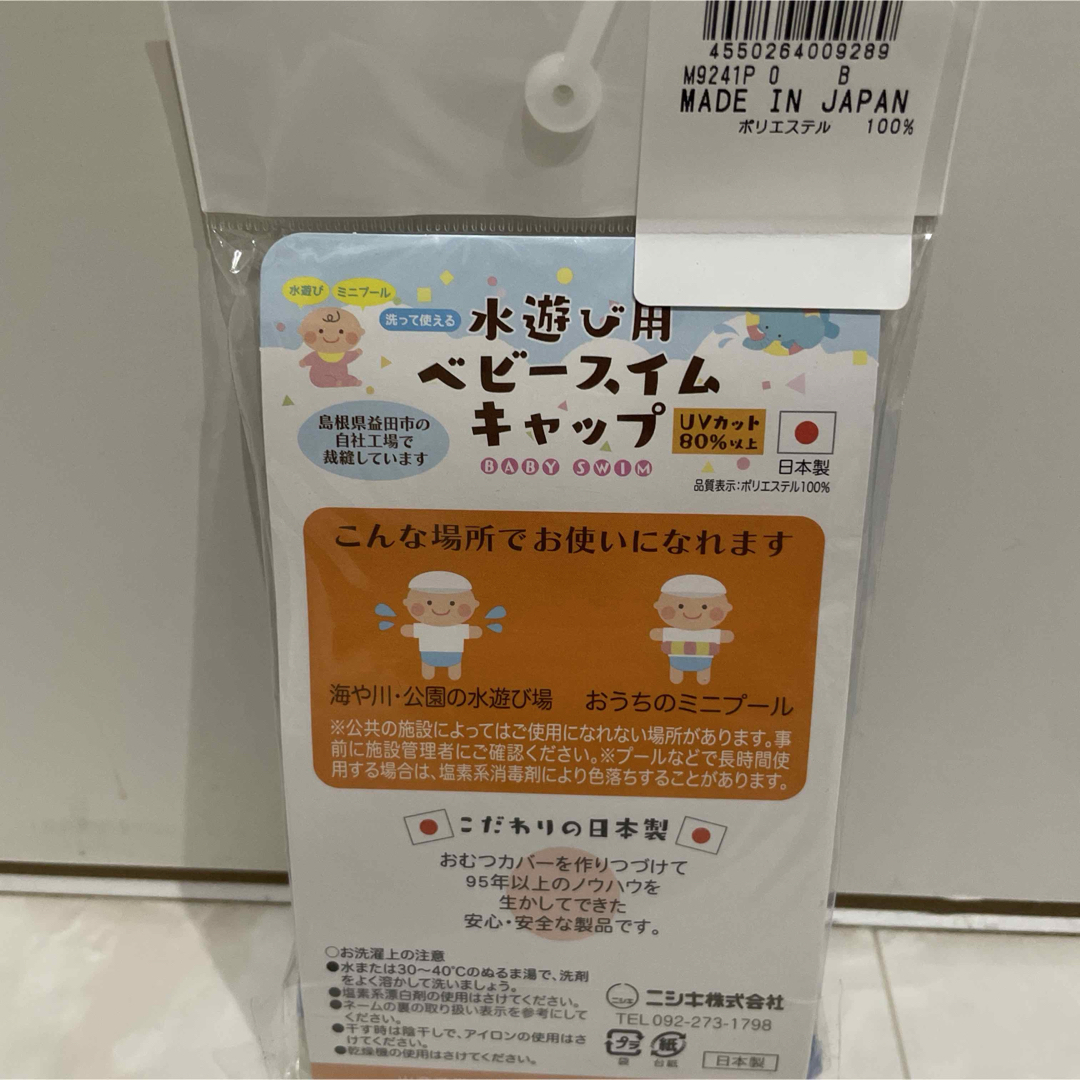 4550264009289
M9241P 0 B
MADE IN JAPAN
ポリエステル 100%
水遊び ミニプール
洗って使える
水遊び用
ベビースイム
キャップ
BABY SWIM
UVカット
80%以上
日本製
品質表示:ポリエステル100%
島根県益田市の
自社工場で
裁縫しています
こんな場所でお使いになれます
海や川・公園の水遊び場
おうちのミニプール
※公共の施設によってはご使用になれない場所があります。事
前に施設管理者にご確認ください。※プールなどで長時間使
用する場合は、塩素系消毒剤により色落ちすることがあります。
こだわりの日本製
おむつカバーを作りつづけて
95年以上のノウハウを
生かしてできた
安心・安全な製品です。
○お洗濯上の注意
●水または30〜40℃のぬるま湯で、洗剤
をよく溶かして洗いましょう。
●塩素系漂白剤の使用はさけてください。
●ネームの裏の取り扱い表示を参考にして
ください。
●干す時は陰干しで、アイロンの使用はさ
けてください。
●乾燥機の使用はさけてください。
ニシキ ニシキ株式会社
TEL 092-273-1798
プラ 袋
紙 台紙
日本製